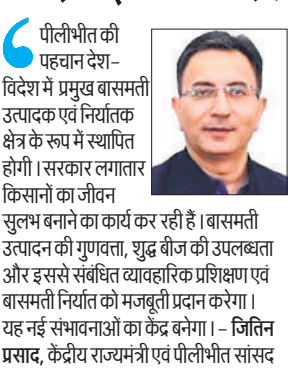 पीलीभीत की
पहचान देश-
विदेश में प्रमुख बासमती
उत्पादक एवं निर्यातक
क्षेत्र के रूप में स्थापित
होगी। सरकार लगातार
किसानों का जीवन
सुलभ बनाने का कार्य कर रही हैं। बासमती
उत्पादन की गुणवत्ता, शुद्ध बीज की उपलब्धता
और इससे संबंधित व्यावहारिक प्रशिक्षण एवं
बासमती निर्यात को मजबूती प्रदान करेगा।
यह नई संभावनाओं का केंद्र बनेगा। - जितिन
प्रसाद, केंद्रीय राज्यमंत्री एवं पीलीभीत सांसद